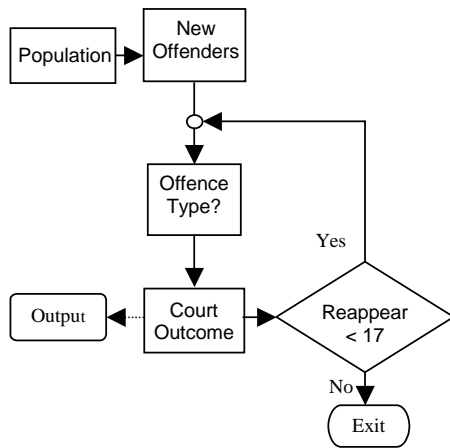 Population
New
Offenders
Offence
Type?
Yes
Output
Court
Outcome
Reappear
< 17
No
Exit